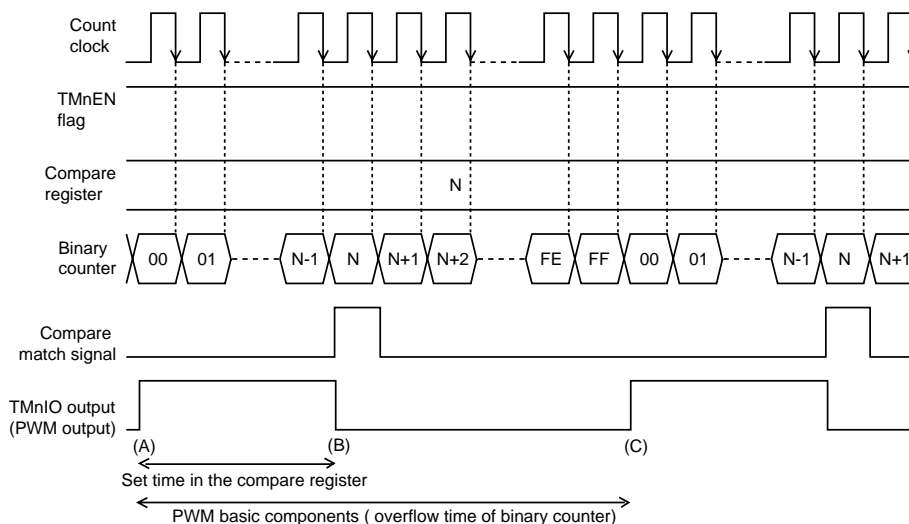 Count
clock
TMnEN
flag
Compare
register
N
Binary
counter
00 01 N-1 N N+1 N+2 FE FF 00 01 N-1 N N+1
Compare
match signal
TMnIO output
(PWM output)
(A) (B) (C)
Set time in the compare register
PWM basic components ( overflow time of binary counter)